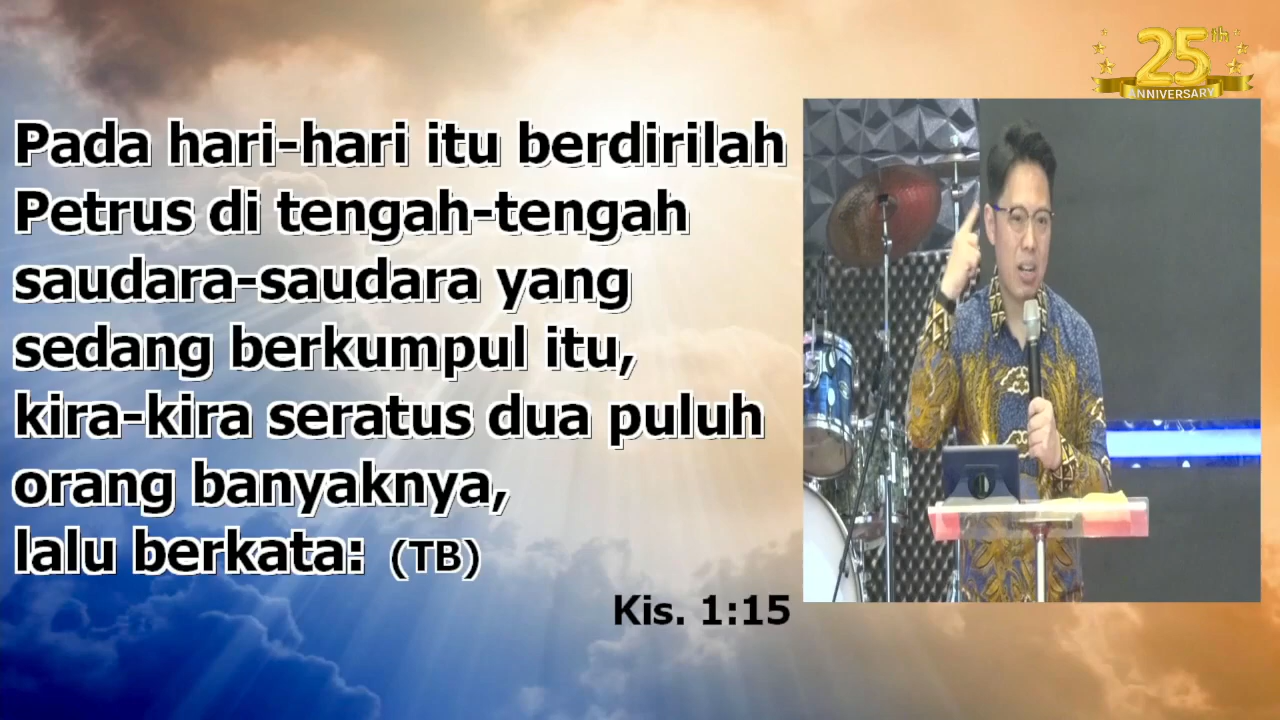 25th
ANNIVERSARY
Pada hari-hari itu berdirilah
Petrus di tengah-tengah
saudara-saudara yang
sedang berkumpul itu,
kira-kira seratus dua puluh
orang banyaknya,
lalu berkata: (TB)
Kis. 1:15